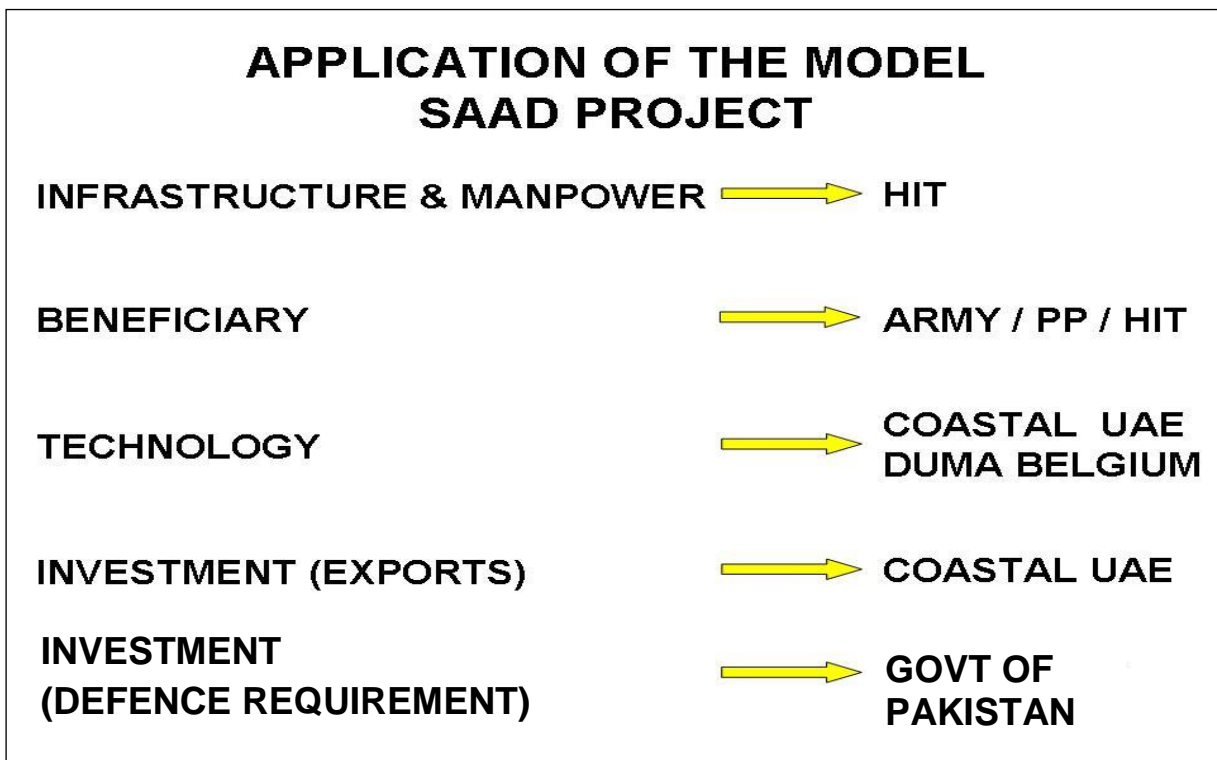 APPLICATION OF THE MODEL
SAAD PROJECT
INFRASTRUCTURE & MANPOWER HIT
BENEFICIARY ARMY / PP / HIT
TECHNOLOGY COASTAL UAE
DUMA BELGIUM
INVESTMENT (EXPORTS) COASTAL UAE
INVESTMENT
(DEFENCE REQUIREMENT)
GOVT OF
PAKISTAN